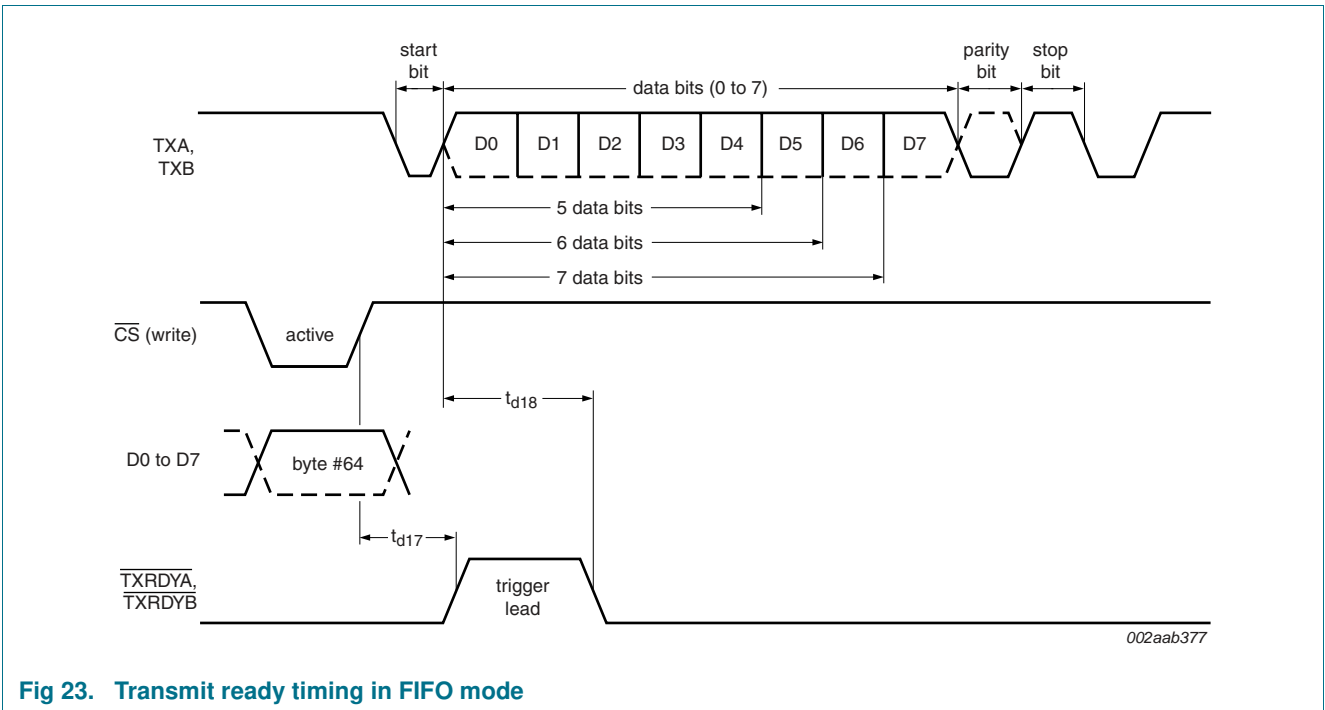 start
bit
parity
bit
stop
bit
data bits (0 to 7)
TXA,
TXB
D0 D1 D2 D3 D4 D5 D6 D7
5 data bits
6 data bits
7 data bits
CS (write)
active
td18
D0 to D7
byte #64
td17
TXRDYA,
TXRDYB
trigger
lead
002aab377
Fig 23. Transmit ready timing in FIFO mode